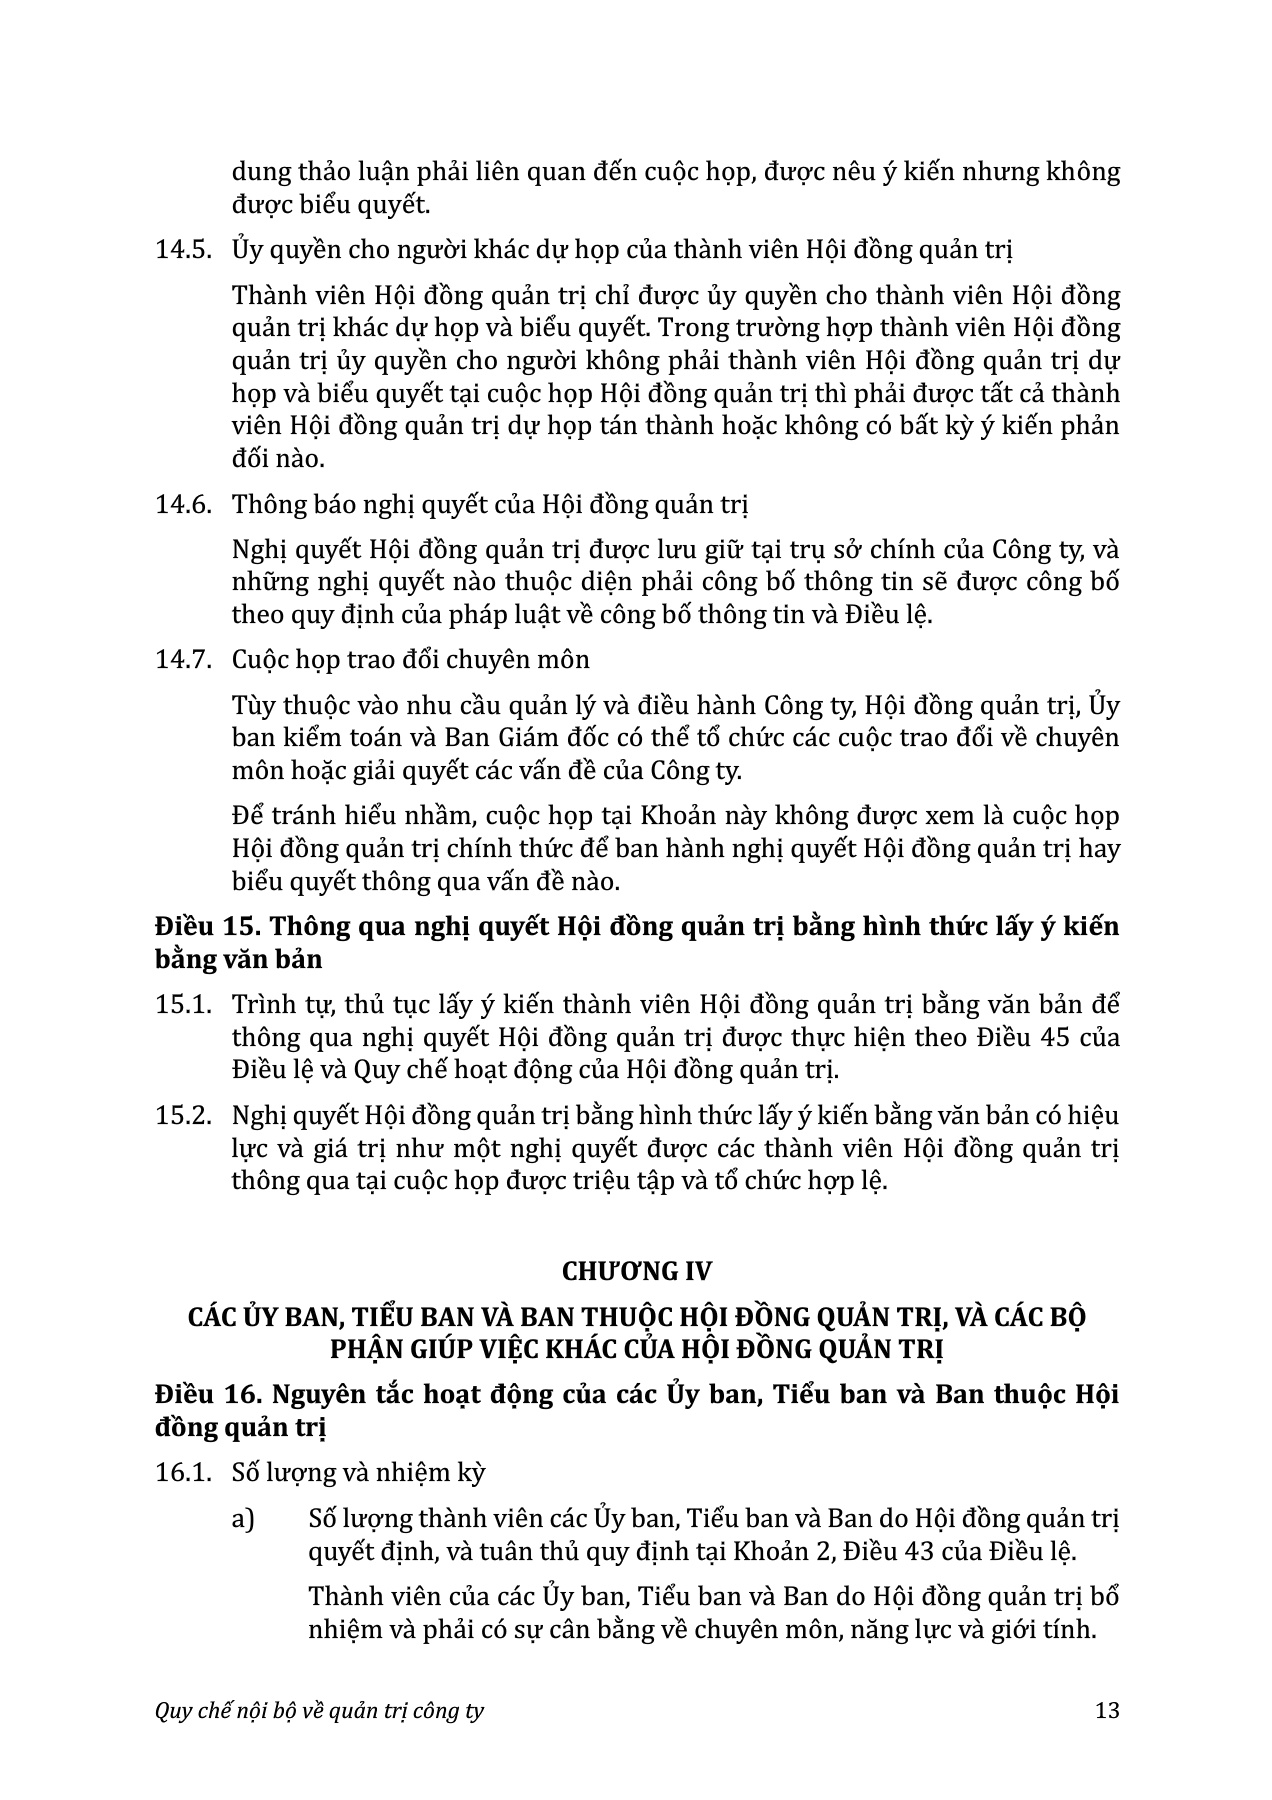 dung thảo luận phải liên quan đến cuộc họp, được nêu ý kiến nhưng không
được biểu quyết.
14.5. Ủy quyền cho người khác dự họp của thành viên Hội đồng quản trị
Thành viên Hội đồng quản trị chỉ được ủy quyền cho thành viên Hội đồng
quản trị khác dự họp và biểu quyết. Trong trường hợp thành viên Hội đồng
quản trị ủy quyền cho người không phải thành viên Hội đồng quản trị dự
họp và biểu quyết tại cuộc họp Hội đồng quản trị thì phải được tất cả thành
viên Hội đồng quản trị dự họp tán thành hoặc không có bất kỳ ý kiến phản
đối nào.
14.6. Thông báo nghị quyết của Hội đồng quản trị
Nghị quyết Hội đồng quản trị được lưu giữ tại trụ sở chính của Công ty, và
những nghị quyết nào thuộc diện phải công bố thông tin sẽ được công bố
theo quy định của pháp luật về công bố thông tin và Điều lệ.
14.7. Cuộc họp trao đổi chuyên môn
Tùy thuộc vào nhu cầu quản lý và điều hành Công ty, Hội đồng quản trị, Ủy
ban kiểm toán và Ban Giám đốc có thể tổ chức các cuộc trao đổi về chuyên
môn hoặc giải quyết các vấn đề của Công ty.
Để tránh hiểu nhầm, cuộc họp tại Khoản này không được xem là cuộc họp
Hội đồng quản trị chính thức để ban hành nghị quyết Hội đồng quản trị hay
biểu quyết thông qua vấn đề nào.
Điều 15. Thông qua nghị quyết Hội đồng quản trị bằng hình thức lấy ý kiến
bằng văn bản
15.1. Trình tự, thủ tục lấy ý kiến thành viên Hội đồng quản trị bằng văn bản để
thông qua nghị quyết Hội đồng quản trị được thực hiện theo Điều 45 của
Điều lệ và Quy chế hoạt động của Hội đồng quản trị.
15.2. Nghị quyết Hội đồng quản trị bằng hình thức lấy ý kiến bằng văn bản có hiệu
lực và giá trị như một nghị quyết được các thành viên Hội đồng quản trị
thông qua tại cuộc họp được triệu tập và tổ chức hợp lệ.
CHƯƠNG IV
CÁC ỦY BAN, TIỂU BAN VÀ BAN THUỘC HỘI ĐỒNG QUẢN TRỊ, VÀ CÁC BỘ
PHẬN GIÚP VIỆC KHÁC CỦA HỘI ĐỒNG QUẢN TRỊ
Điều 16. Nguyên tắc hoạt động của các Ủy ban, Tiểu ban và Ban thuộc Hội
đồng quản trị
16.1. Số lượng và nhiệm kỳ
a) Số lượng thành viên các Ủy ban, Tiểu ban và Ban do Hội đồng quản trị
quyết định, và tuân thủ quy định tại Khoản 2, Điều 43 của Điều lệ.
Thành viên của các Ủy ban, Tiểu ban và Ban do Hội đồng quản trị bổ
nhiệm và phải có sự cân bằng về chuyên môn, năng lực và giới tính.
Quy chế nội bộ về quản trị công ty 13